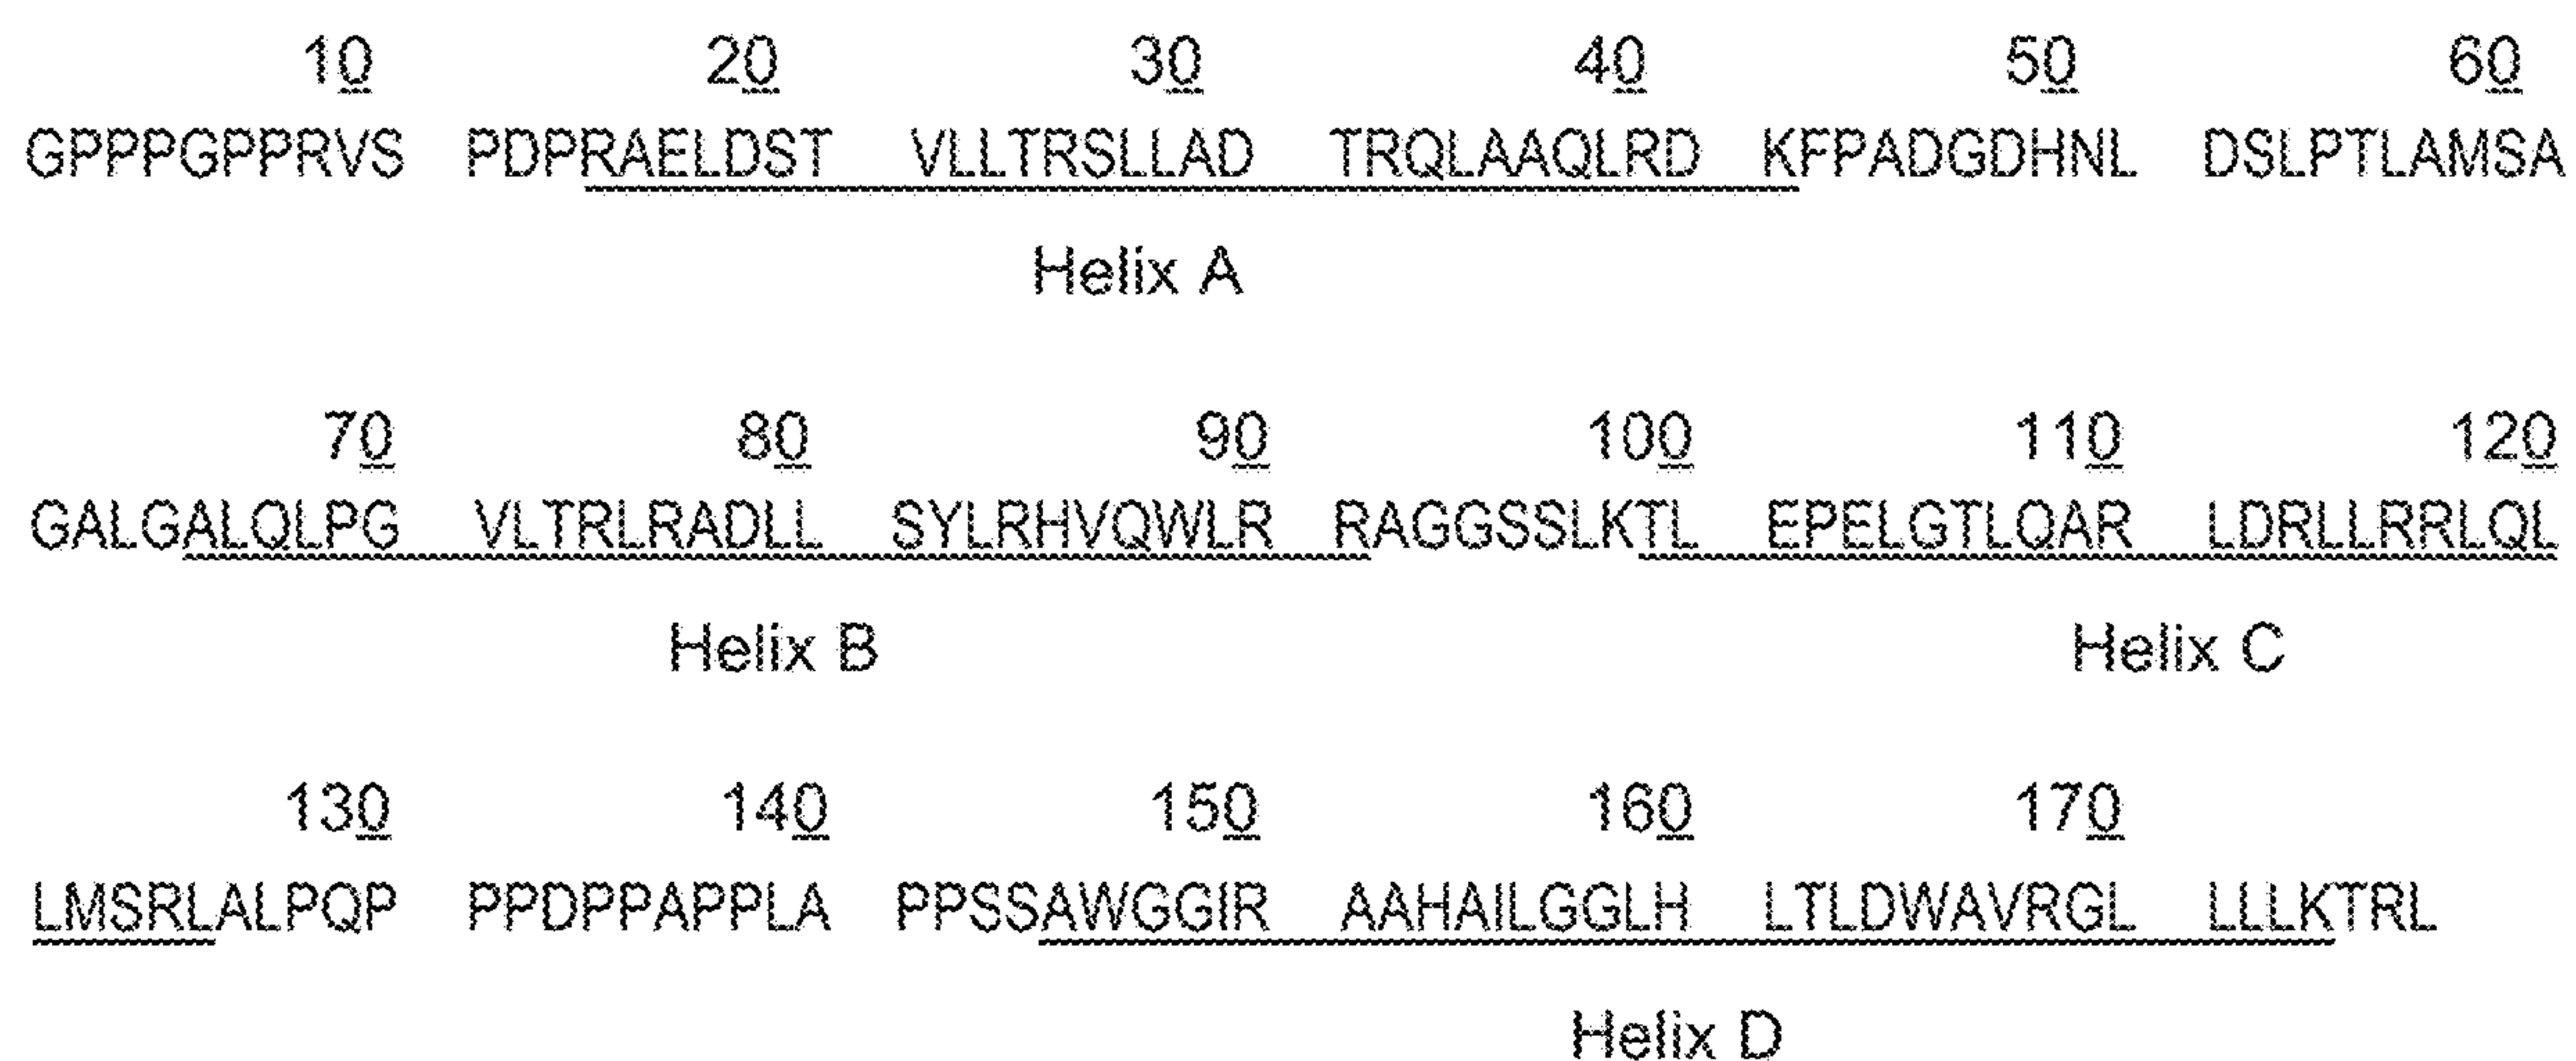 10 20 30 40 50 60
GPPPGPPRVS PDPRAELDST VLLTRSLLAD TRQLAAQLRD KFPADGDHNL DSLPTLAMSA
Helix A
70 80 90 100 110 120
GALGALQLPG VLTRLRADLL SYLRHVQWLR RAGGSSLKTL EPELGTLQAR LDRLLRRLQL
Helix B Helix C
130 140 150 160 170
LMSRLALPQP PPDPPAPPLA PPSSAWGGIR AAHAILGGLH LTLDWAVRGL LLLKTRL
Helix D